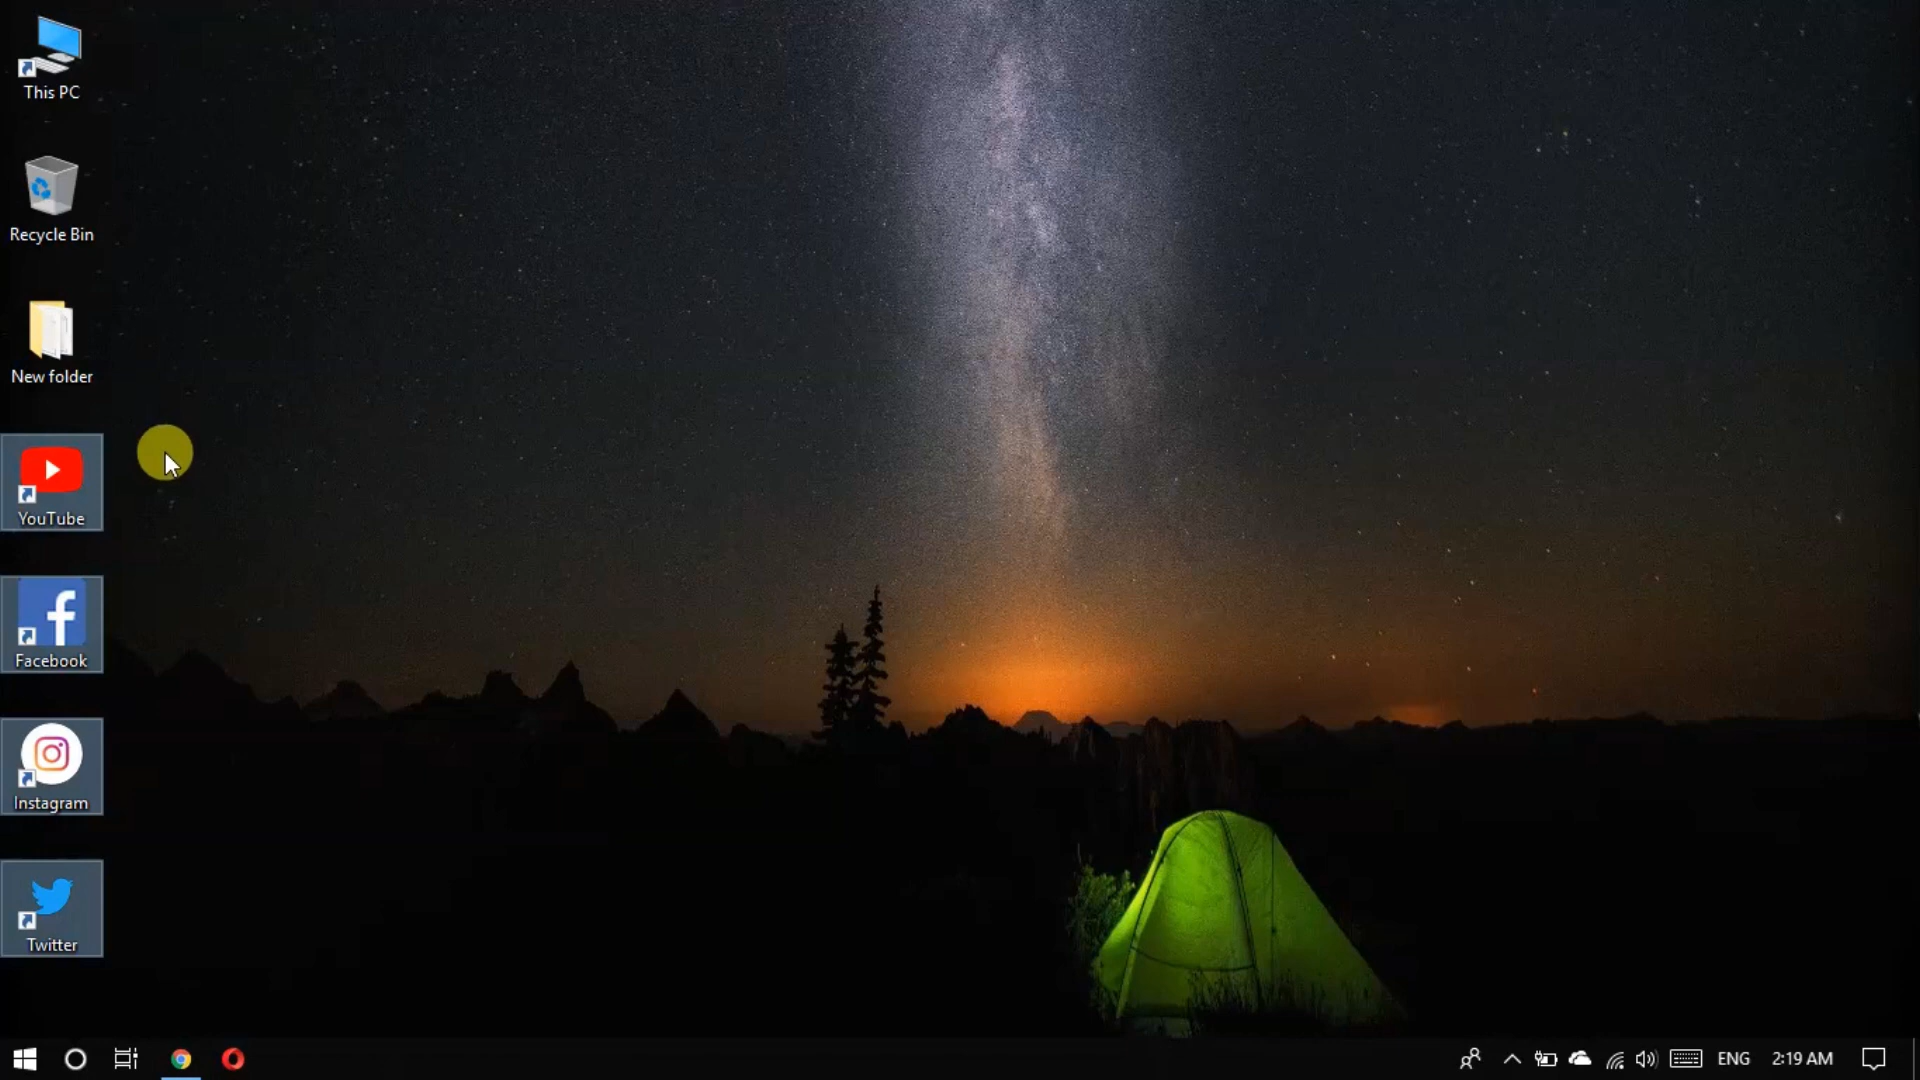 This PC
Recycle Bin
New folder
YouTube
Facebook
Instagram
Twitter
ENG
2:19 AM